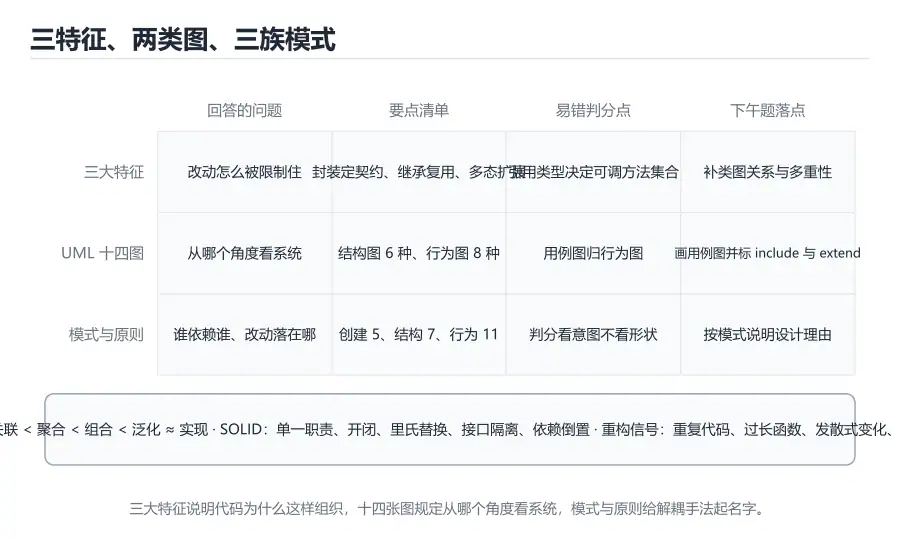 三特征、两类图、三族模式
回答的问题 要点清单 易错判分点 下午题落点
三大特征 改动怎么被限制住 封装定契约、继承复用、多态扩展 引用类型决定可调方法集合 补类图关系与多重性
UML 十四图 从哪个角度看系统 结构图 6 种、行为图 8 种 用例图归行为图 画用例图并标 include 与 extend
模式与原则 谁依赖谁、改动落在哪 创建 5、结构 7、行为 11 判分看意图不看形状 按模式说明设计理由
关联 < 聚合 < 组合 < 泛化 ≈ 实现 · SOLID：单一职责、开闭、里氏替换、接口隔离、依赖倒置 · 重构信号：重复代码、过长函数、发散式变化、
三大特征说明代码为什么这样组织，十四张图规定从哪个角度看系统，模式与原则给解耦手法起名字。